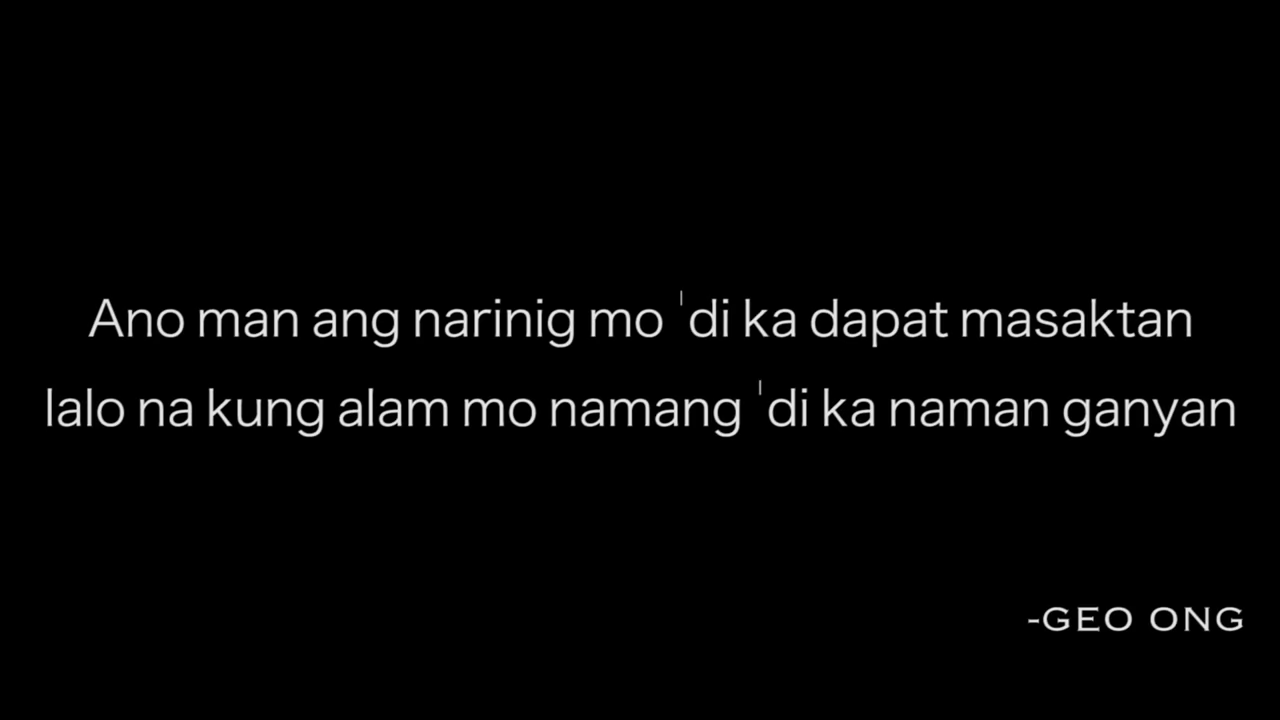 Ano man ang narinig mo 'di ka dapat masaktan
lalo na kung alam mo namang 'di ka naman ganyan
-GEO ONG